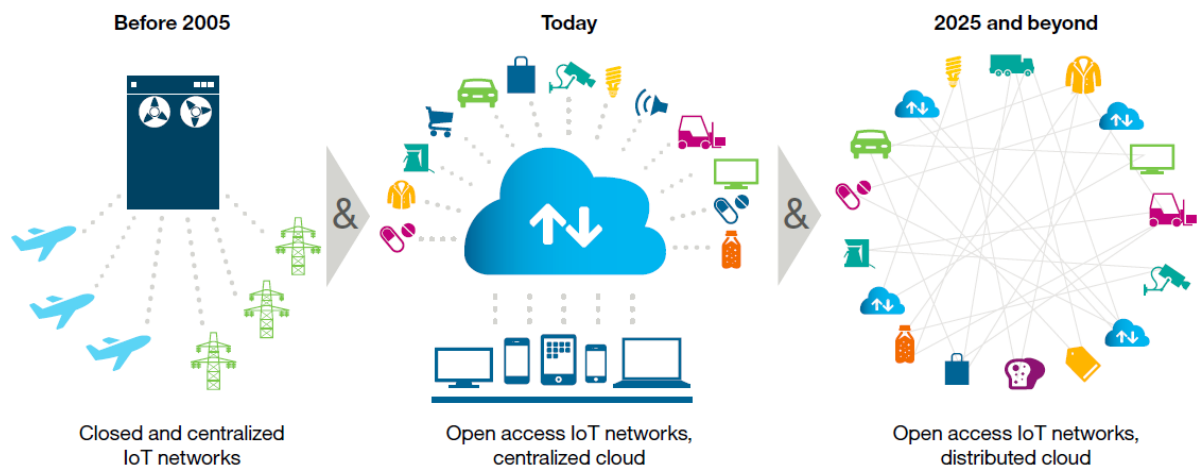 Before 2005
Today
2025 and beyond
&
&
Closed and centralized
IoT networks
Open access IoT networks,
centralized cloud
Open access IoT networks,
distributed cloud